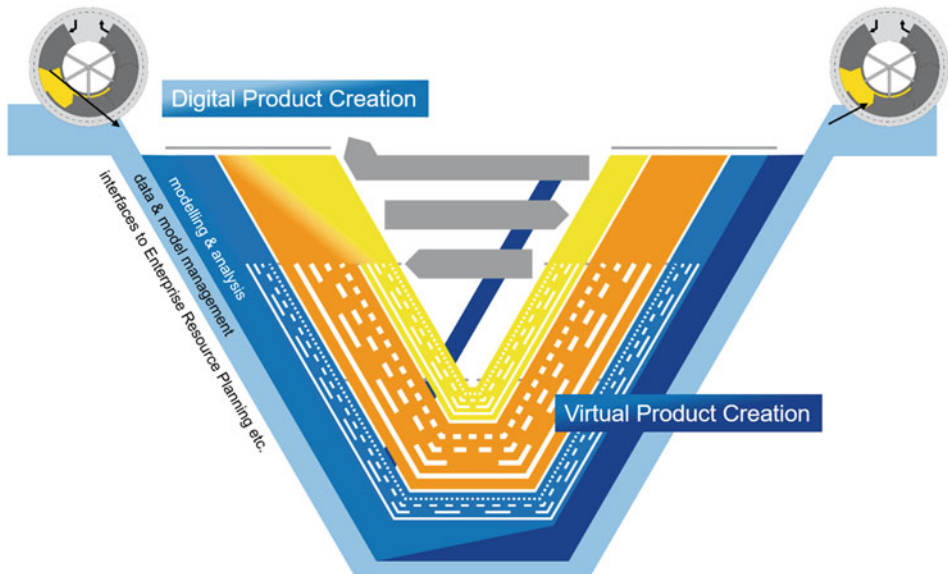 Digital Product Creation
modelling & analysis
data & model management
interfaces to Enterprise Resource Planning etc.
Virtual Product Creation